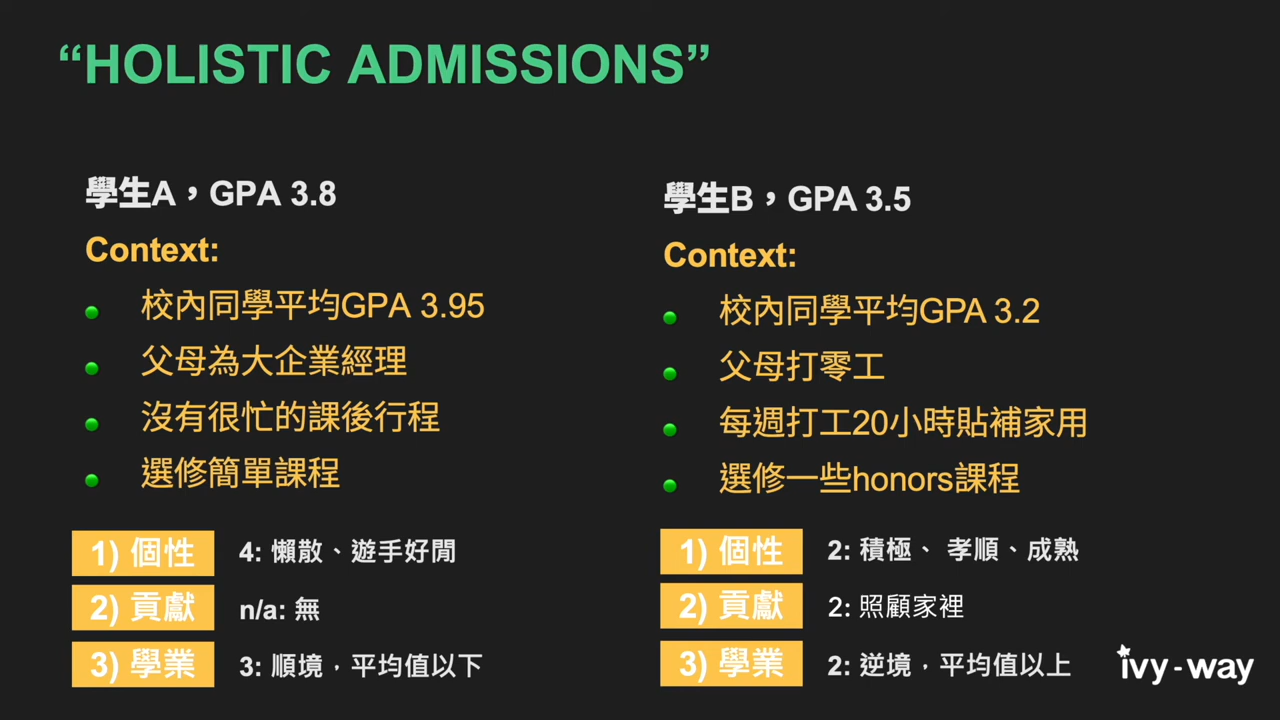 “HOLISTIC ADMISSIONS”
學生A，GPA 3.8
Context:
校內同學平均GPA 3.95
父母為大企業經理
沒有很忙的課後行程
選修簡單課程
1) 個性
4: 懶散、遊手好閒
2) 貢獻
n/a: 無
3) 學業
3: 順境，平均值以下
學生B，GPA 3.5
Context:
校內同學平均GPA 3.2
父母打零工
每週打工20小時貼補家用
選修一些honors課程
1) 個性
2: 積極、 孝順、成熟
2) 貢獻
2: 照顧家裡
3) 學業
2: 逆境，平均值以上
ivy-way